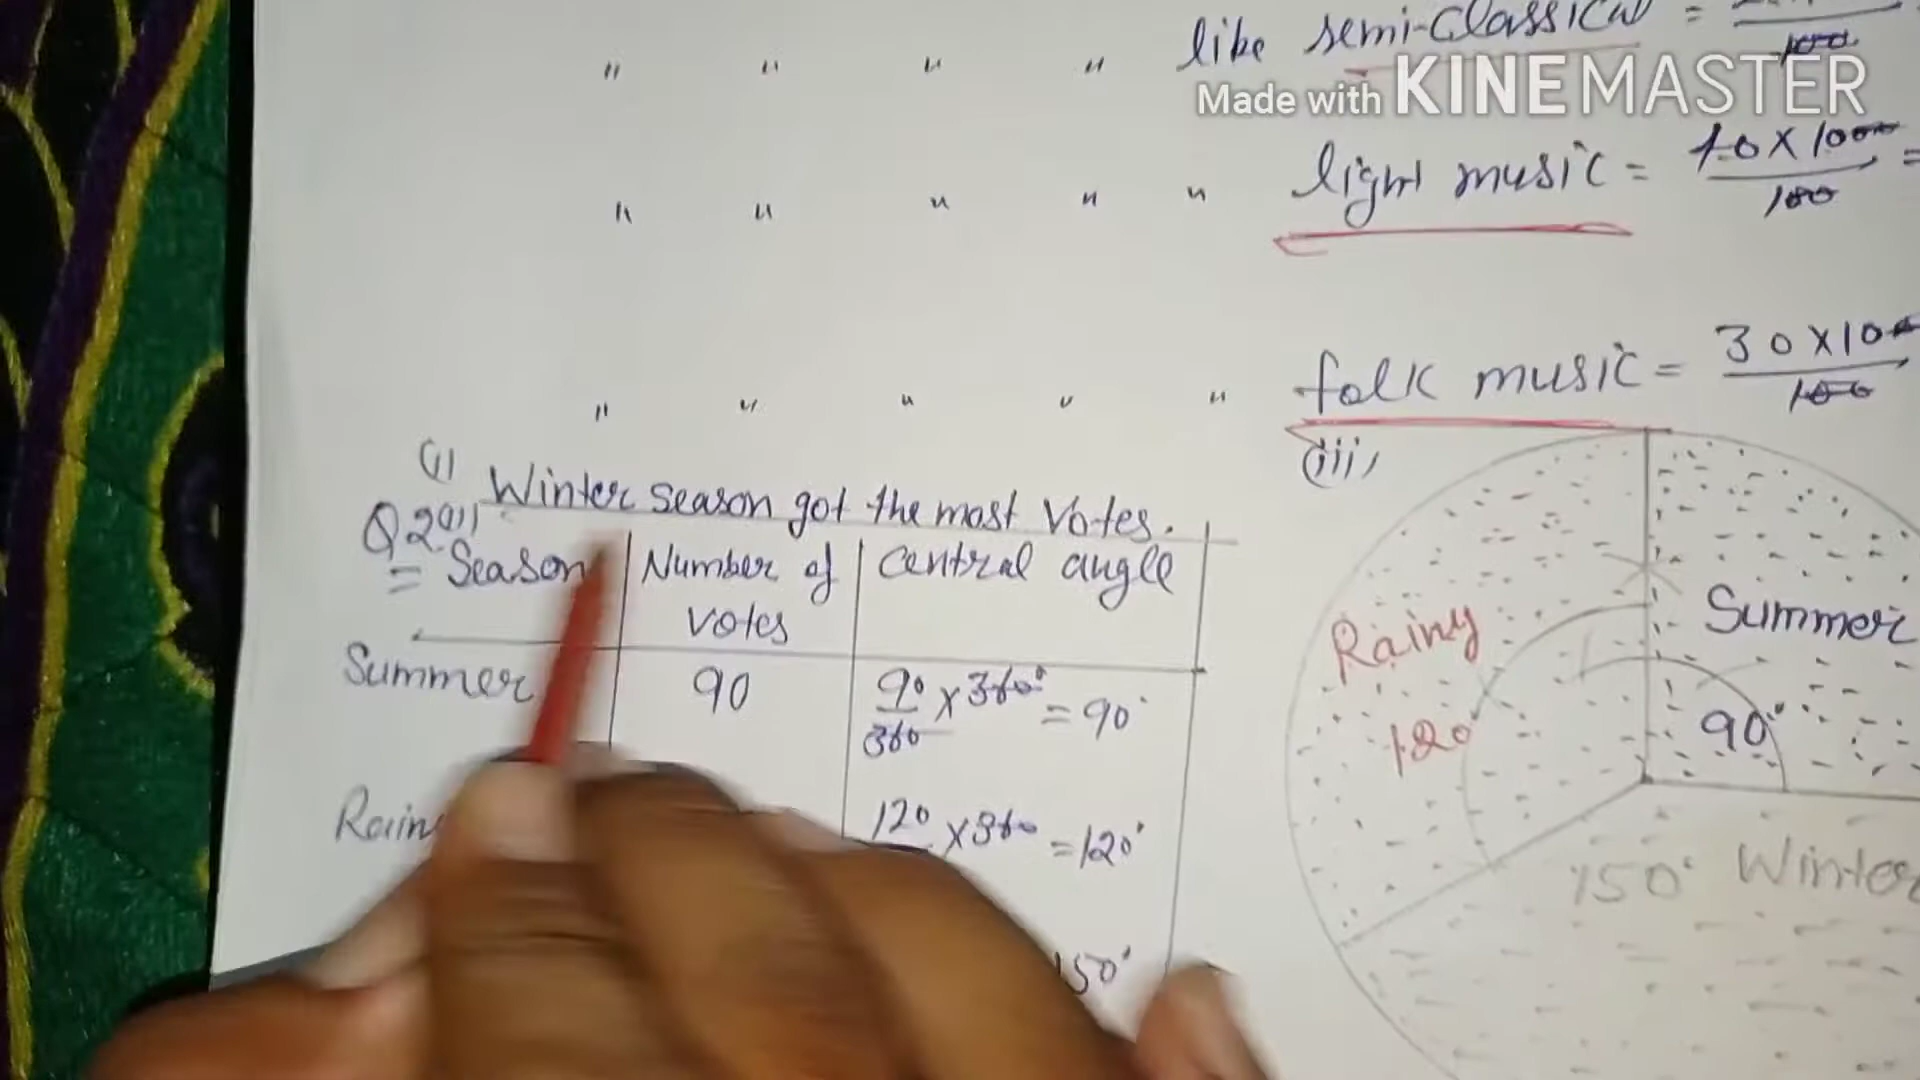 like semi-classical =
100
Made with KINEMASTER
" " " "
light music = 10 X 100
100 =
" " " " "
folk music = 30 X 10
100
" " " " "
(i) Winter season got the most Votes.
(iii)
Q2(ii)
= Season Number of votes Central angle
Summer 90 90/360 X 360° = 90°
Rainy 120 X 360 = 120°
150°
Rainy
120°
Summer
90°
150° Winter